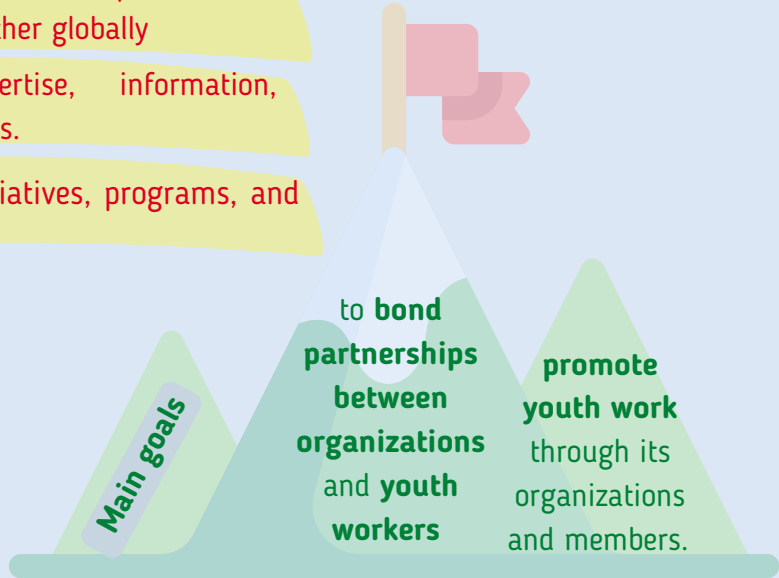 ther globally
ertise, information,
s.
iatives, programs, and
to bond
partnerships
between
organizations
and youth
workers
promote
youth work
through its
organizations
and members.
Main goals